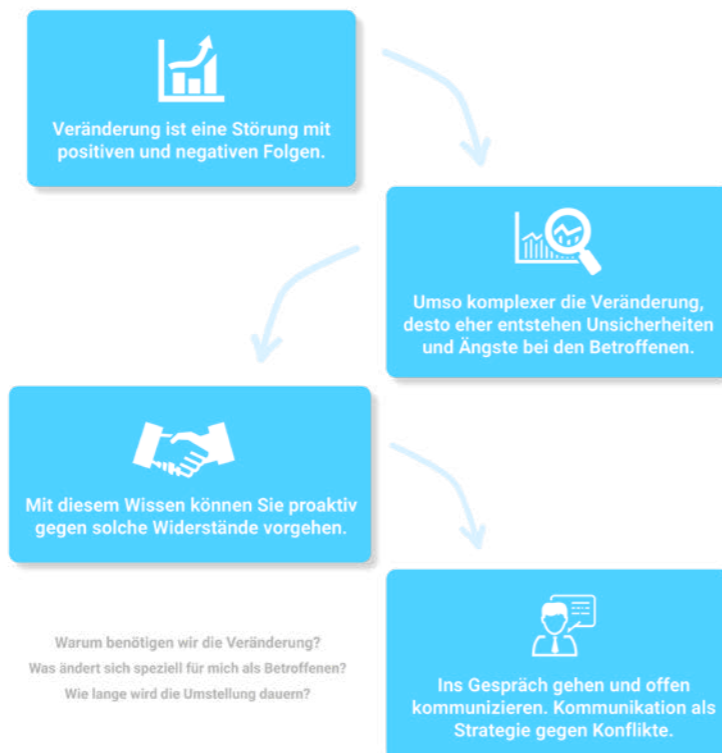 Veränderung ist eine Störung mit
positiven und negativen Folgen.
Umso komplexer die Veränderung,
desto eher entstehen Unsicherheiten
und Ängste bei den Betroffenen.
Mit diesem Wissen können Sie proaktiv
gegen solche Widerstände vorgehen.
Warum benötigen wir die Veränderung?
Was ändert sich speziell für mich als Betroffenen?
Wie lange wird die Umstellung dauern?
Ins Gespräch gehen und offen
kommunizieren. Kommunikation als
Strategie gegen Konflikte.